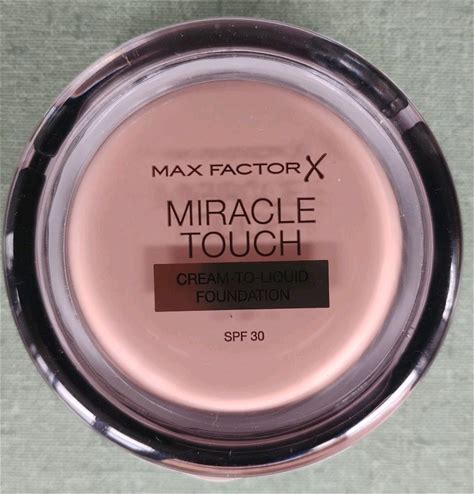 MAX FACTOR X
MIRACLE
TOUCH
CREAM-TO-LIQUID
FOUNDATION
SPF 30